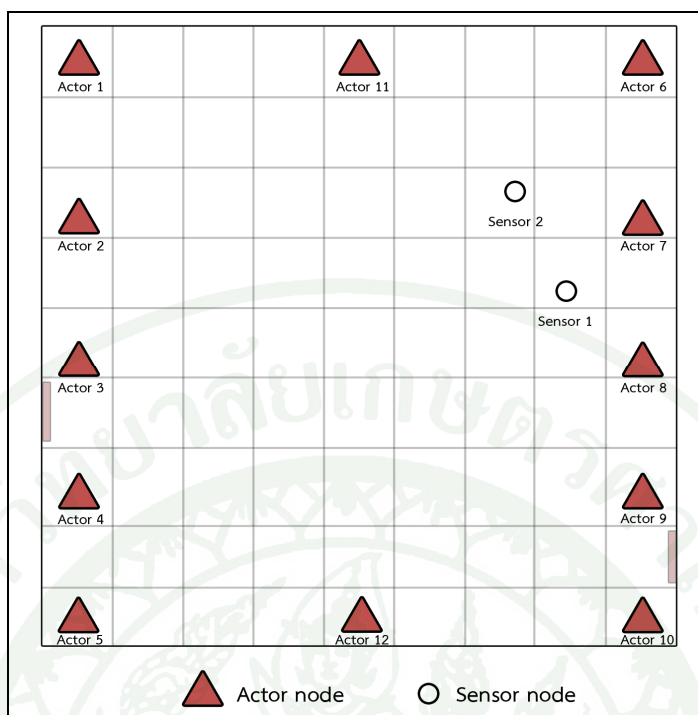 Actor 1
Actor 11
Actor 6
Sensor 2
Actor 2
Actor 7
Sensor 1
Actor 3
Actor 8
Actor 4
Actor 9
Actor 5
Actor 12
Actor 10
Actor node
Sensor node